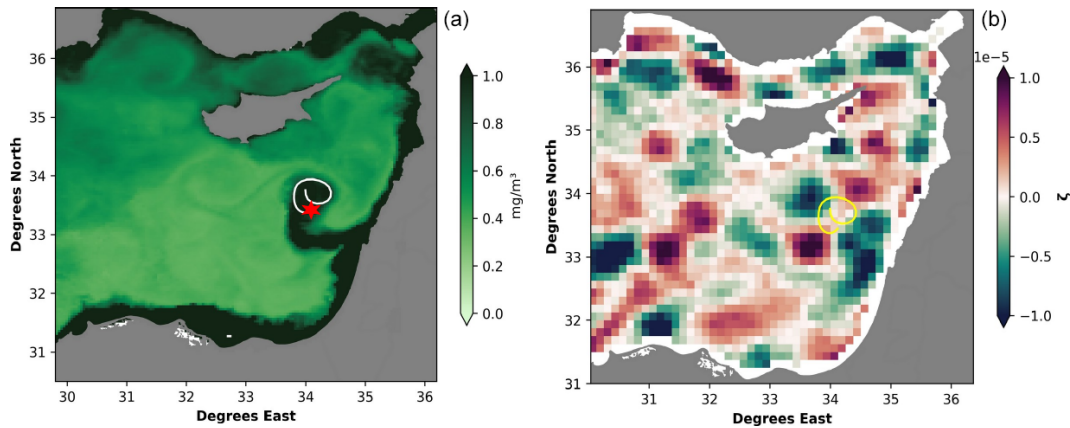 (a)
36
35
34
33
32
31
Degrees North
30 31 32 33 34 35 36
Degrees East
1.0
0.8
0.6
0.4
0.2
0.0
mg/m³
(b)
36
35
34
33
32
31
Degrees North
31 32 33 34 35 36
Degrees East
1e−5
1.0
0.5
0.0
−0.5
−1.0
ζ